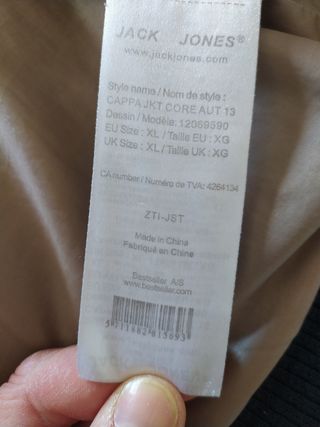 JACK JONES®
www.jackjones.com
Style name / Nom de style :
CAPPA JKT CORE AUT 13
Dessin / Modèle: 12069590
EU Size : XL / Taille EU : XG
UK Size : XL / Taille UK : XG
CA number / Numéro de TVA: 4264134
ZTI-JST
Made in China
Fabriqué en Chine
Bestseller A/S
www.bestseller.com